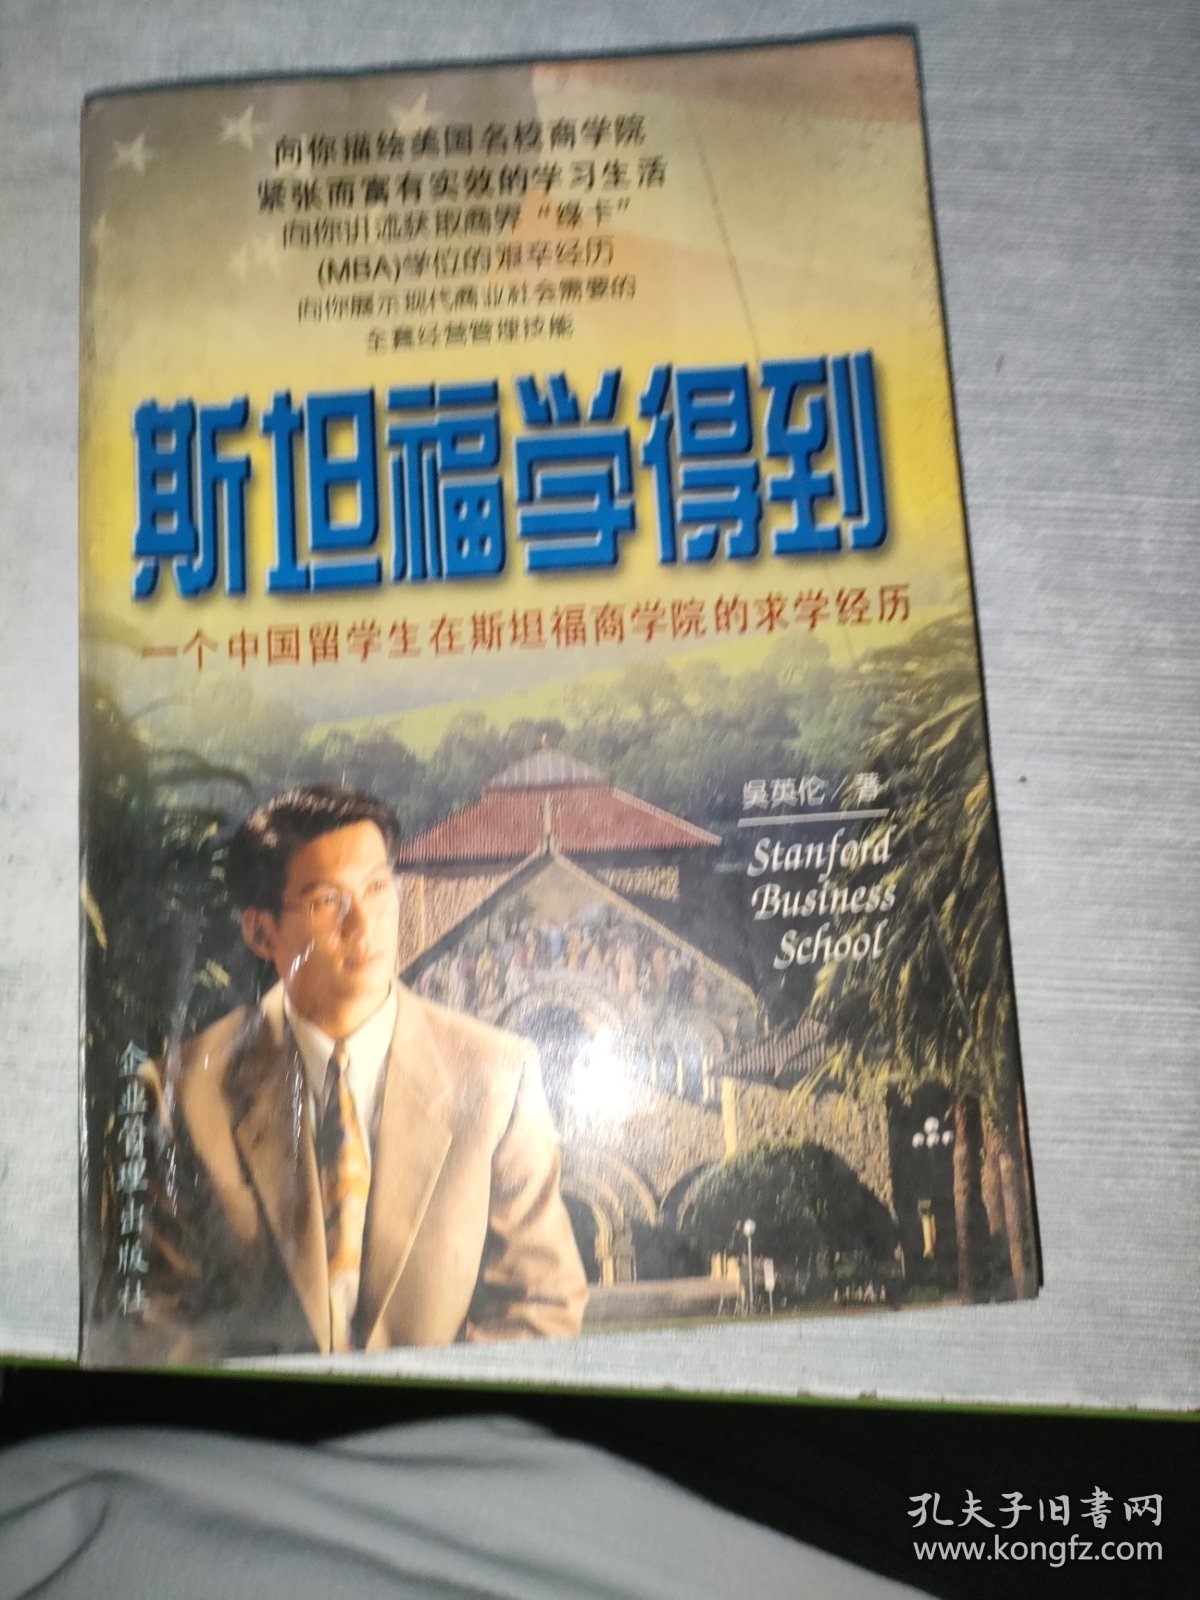 向你描绘美国名校商学院
紧张而富有实效的学习生活
向你讲述获取商界“绿卡”
(MBA)学位的艰辛经历
向你展示现代商业社会需要的
全套经营管理技能
斯坦福学得到
一个中国留学生在斯坦福商学院的求学经历
吴英伦/著
Stanford
Business
School
企业管理出版社
孔夫子旧书网
www.kongfz.com